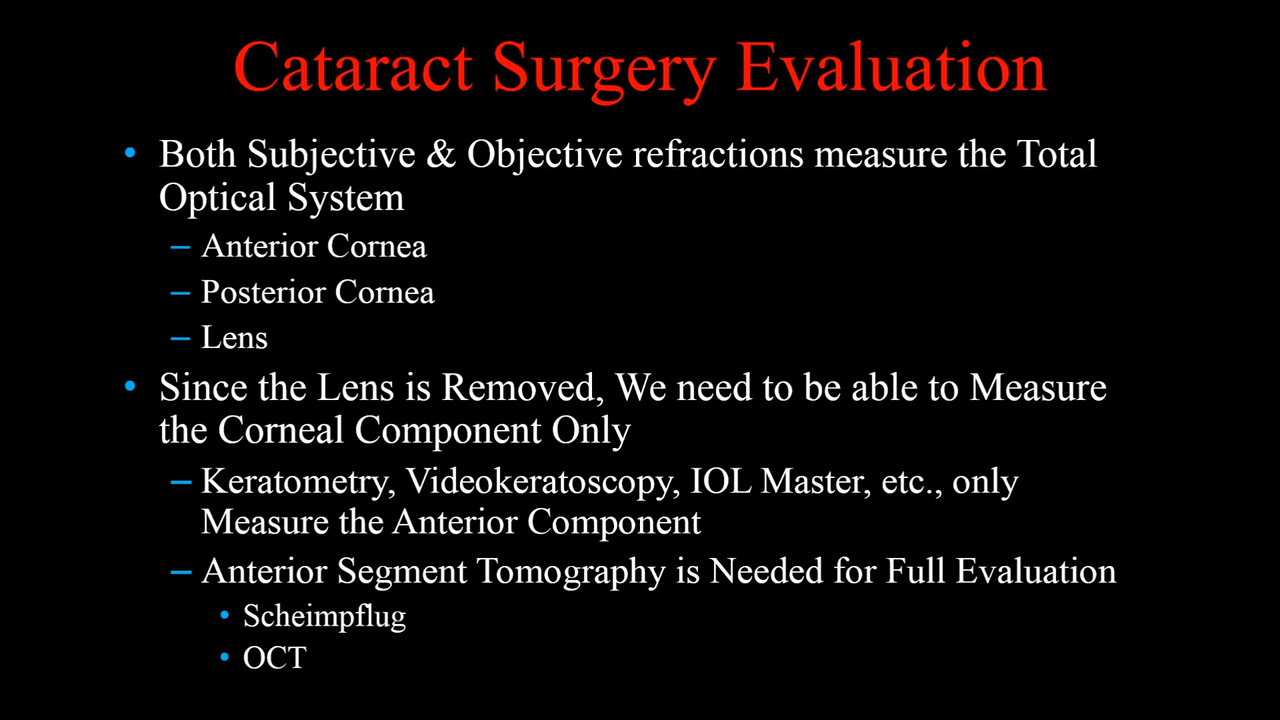 Cataract Surgery Evaluation
• Both Subjective & Objective refractions measure the Total
Optical System
– Anterior Cornea
– Posterior Cornea
– Lens
• Since the Lens is Removed, We need to be able to Measure
the Corneal Component Only
– Keratometry, Videokeratoscopy, IOL Master, etc., only
Measure the Anterior Component
– Anterior Segment Tomography is Needed for Full Evaluation
• Scheimpflug
• OCT